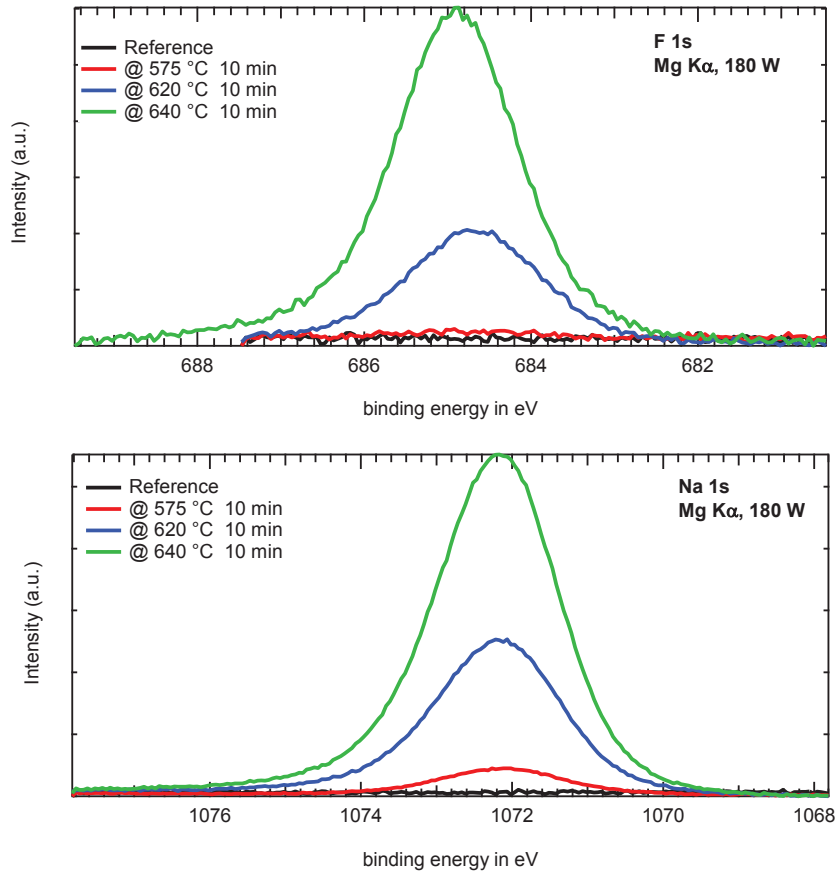 Reference
@ 575 °C 10 min
@ 620 °C 10 min
@ 640 °C 10 min
F 1s
Mg Kα, 180 W
Intensity (a.u.)
688 686 684 682
binding energy in eV
Reference
@ 575 °C 10 min
@ 620 °C 10 min
@ 640 °C 10 min
Na 1s
Mg Kα, 180 W
Intensity (a.u.)
1076 1074 1072 1070 1068
binding energy in eV